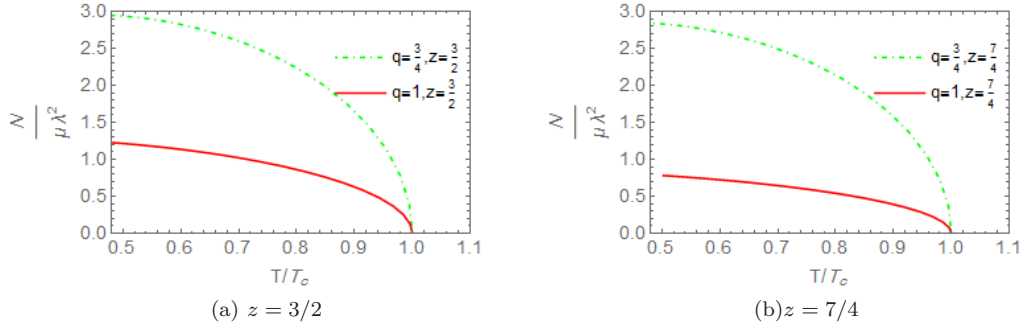 3.0
2.5
2.0
1.5
1.0
0.5
0.0
N
μ λ²
q=3/4,z=3/2
q=1,z=3/2
0.5 0.6 0.7 0.8 0.9 1.0 1.1
T/Tc
(a) z = 3/2
3.0
2.5
2.0
1.5
1.0
0.5
0.0
N
μ λ²
q=3/4,z=7/4
q=1,z=7/4
0.5 0.6 0.7 0.8 0.9 1.0 1.1
T/Tc
(b)z = 7/4